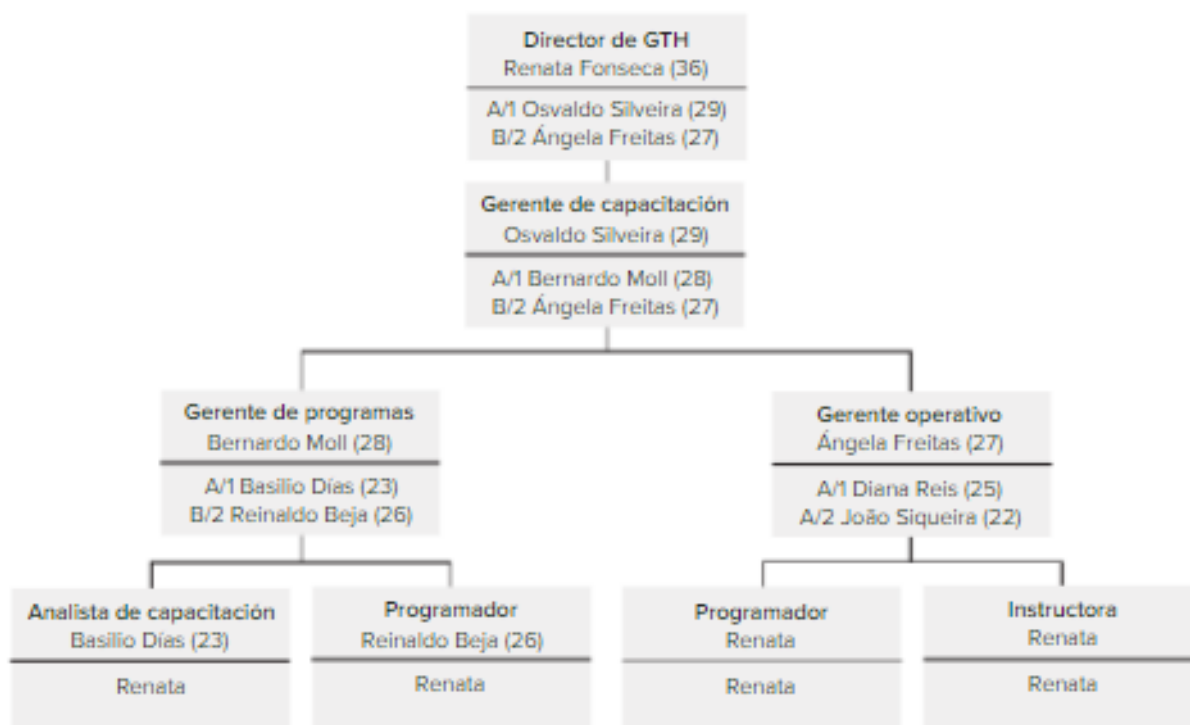 Director de GTH
Renata Fonseca (36)
A/1 Osvaldo Silveira (29)
B/2 Ángela Freitas (27)
Gerente de capacitación
Osvaldo Silveira (29)
A/1 Bernardo Moll (28)
B/2 Ángela Freitas (27)
Gerente de programas
Bernardo Moll (28)
A/1 Basilio Días (23)
B/2 Reinaldo Beja (26)
Gerente operativo
Ángela Freitas (27)
A/1 Diana Reis (25)
A/2 João Siqueira (22)
Analista de capacitación
Basilio Días (23)
Renata
Programador
Reinaldo Beja (26)
Renata
Programador
Renata
Renata
Instructora
Renata
Renata